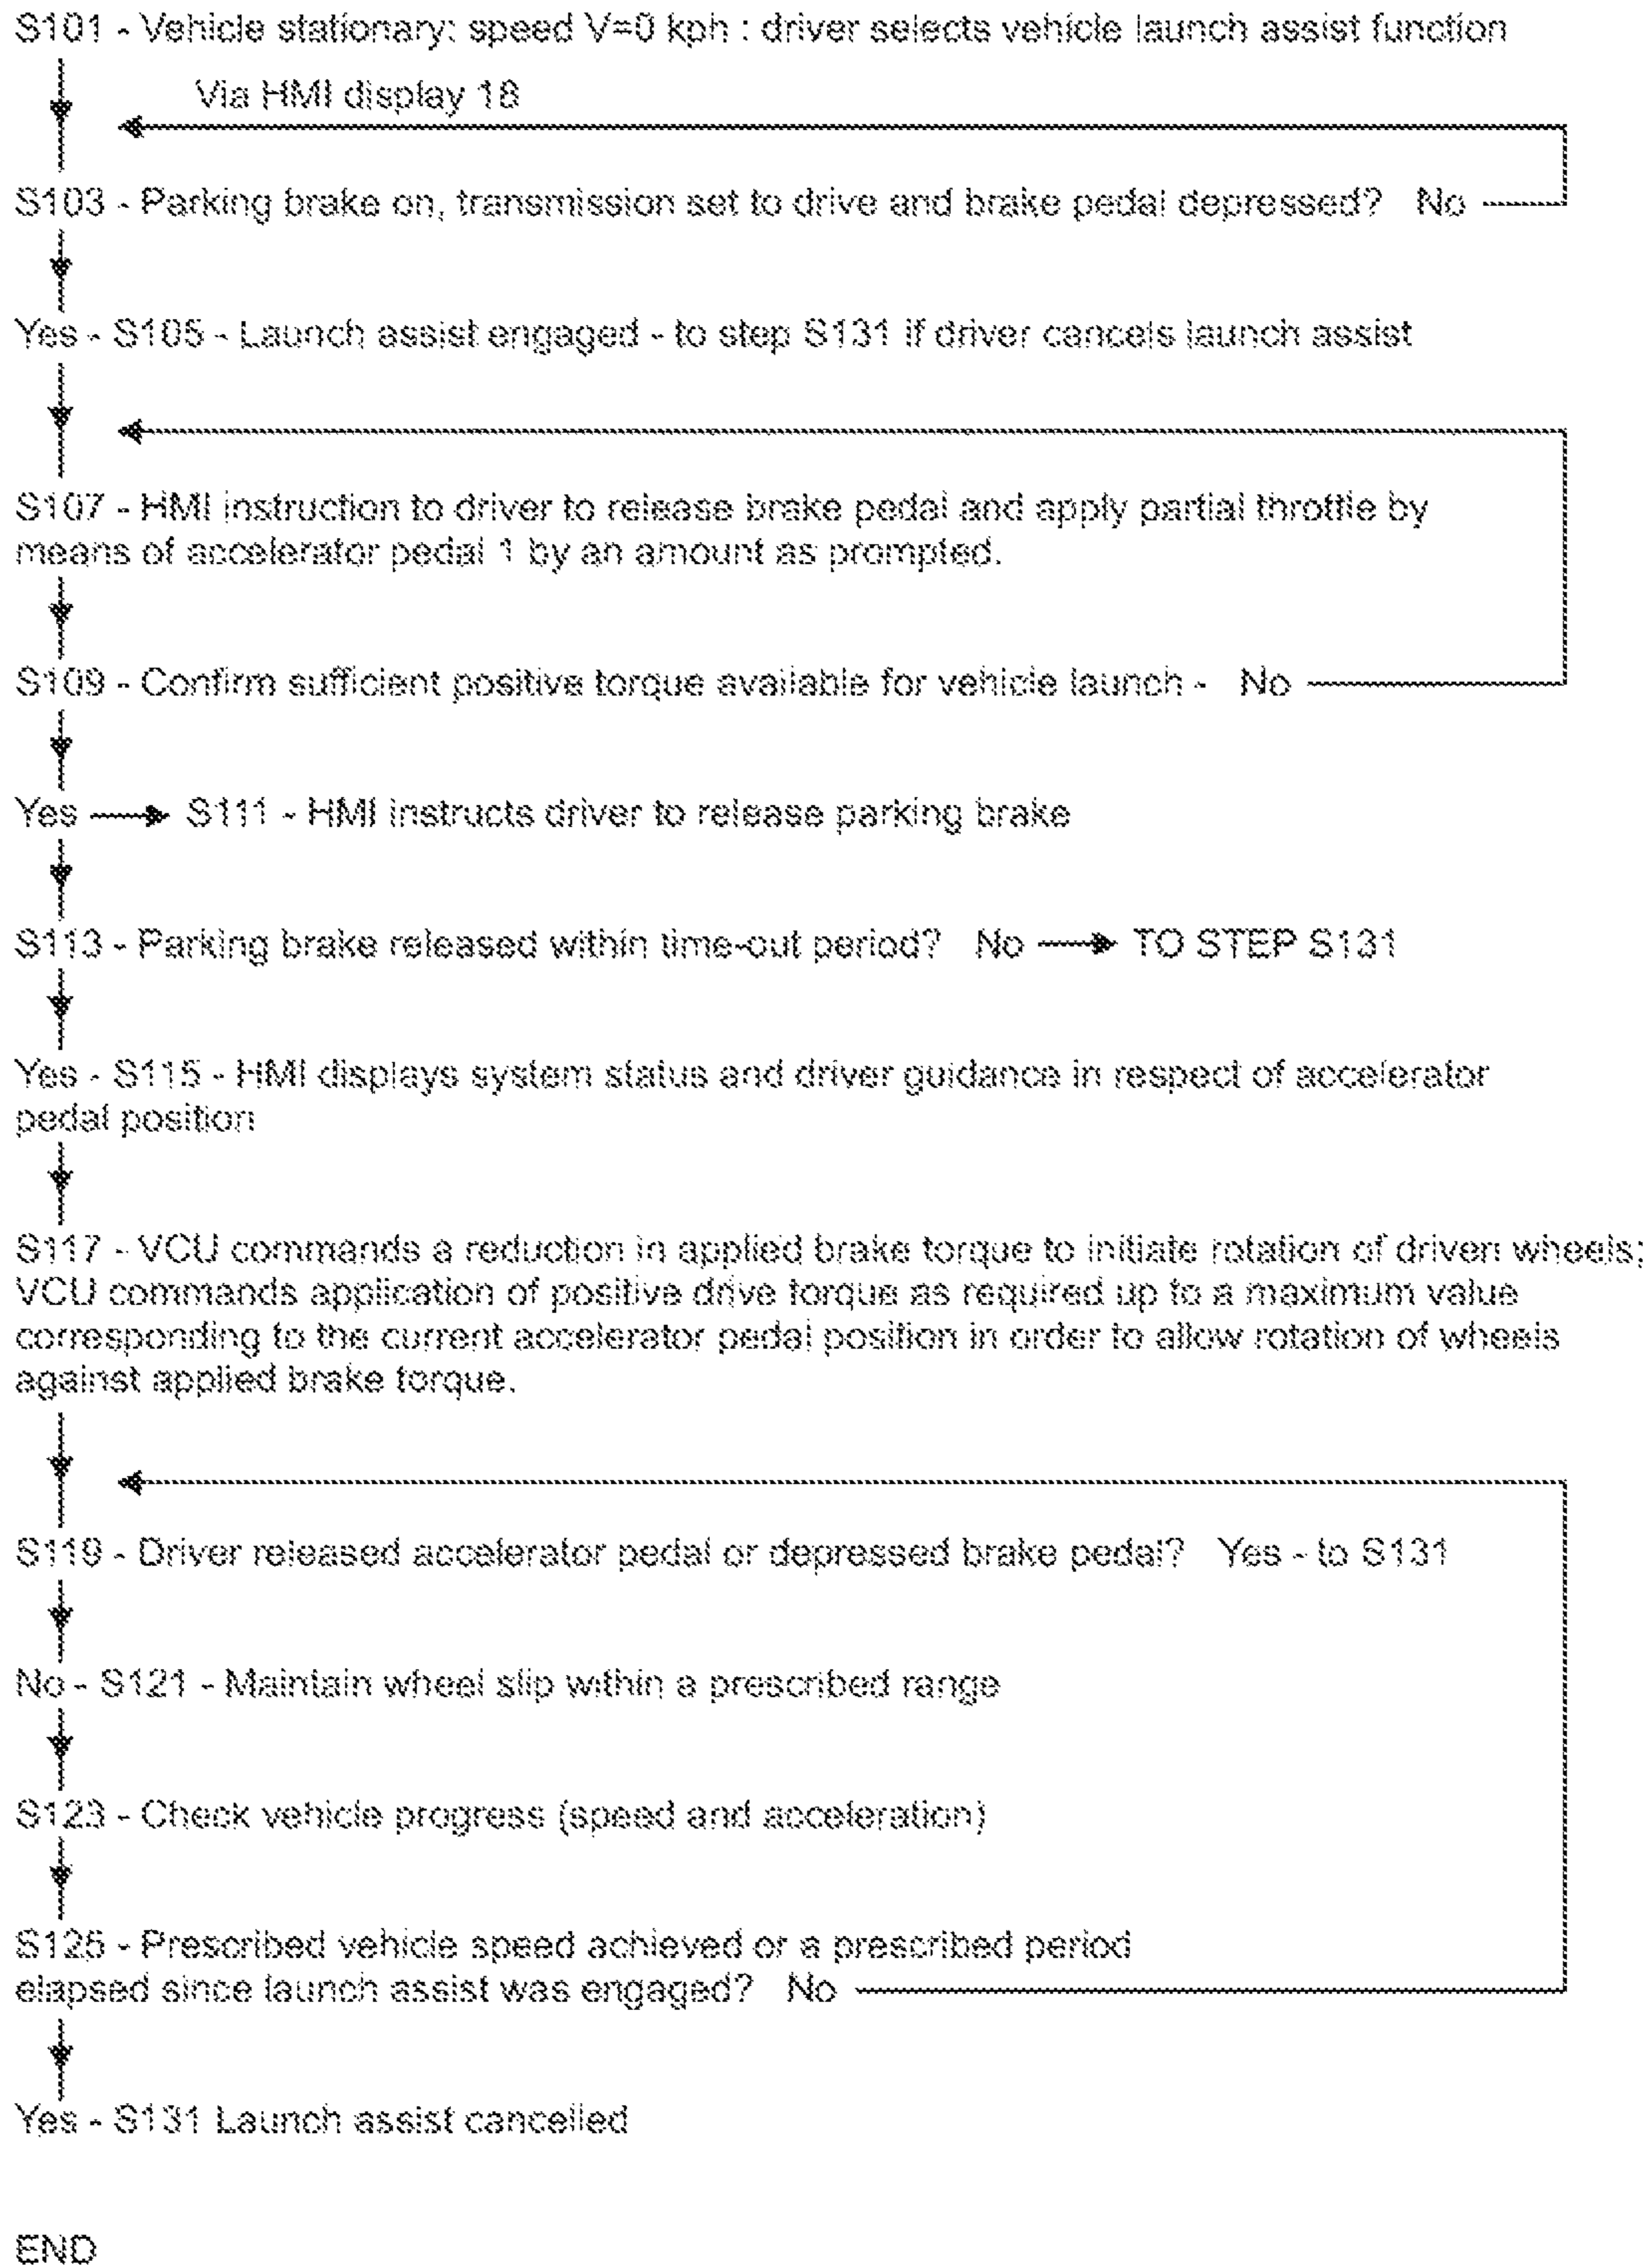 S101 - Vehicle stationary: speed V=0 kph : driver selects vehicle launch assist function
Via HMI display 18
S103 - Parking brake on, transmission set to drive and brake pedal depressed? No
Yes - S105 - Launch assist engaged - to step S131 if driver cancels launch assist
S107 - HMI instruction to driver to release brake pedal and apply partial throttle by
means of accelerator pedal 1 by an amount as prompted.
S109 - Confirm sufficient positive torque available for vehicle launch - No
Yes S111 - HMI instructs driver to release parking brake
S113 - Parking brake released within time-out period? No TO STEP S131
Yes - S115 - HMI displays system status and driver guidance in respect of accelerator
pedal position
S117 - VCU commands a reduction in applied brake torque to initiate rotation of driven wheels;
VCU commands application of positive drive torque as required up to a maximum value
corresponding to the current accelerator pedal position in order to allow rotation of wheels
against applied brake torque.
S119 - Driver released accelerator pedal or depressed brake pedal? Yes - to S131
No - S121 - Maintain wheel slip within a prescribed range
S123 - Check vehicle progress (speed and acceleration)
S125 - Prescribed vehicle speed achieved or a prescribed period
elapsed since launch assist was engaged? No
Yes - S131 Launch assist cancelled
END